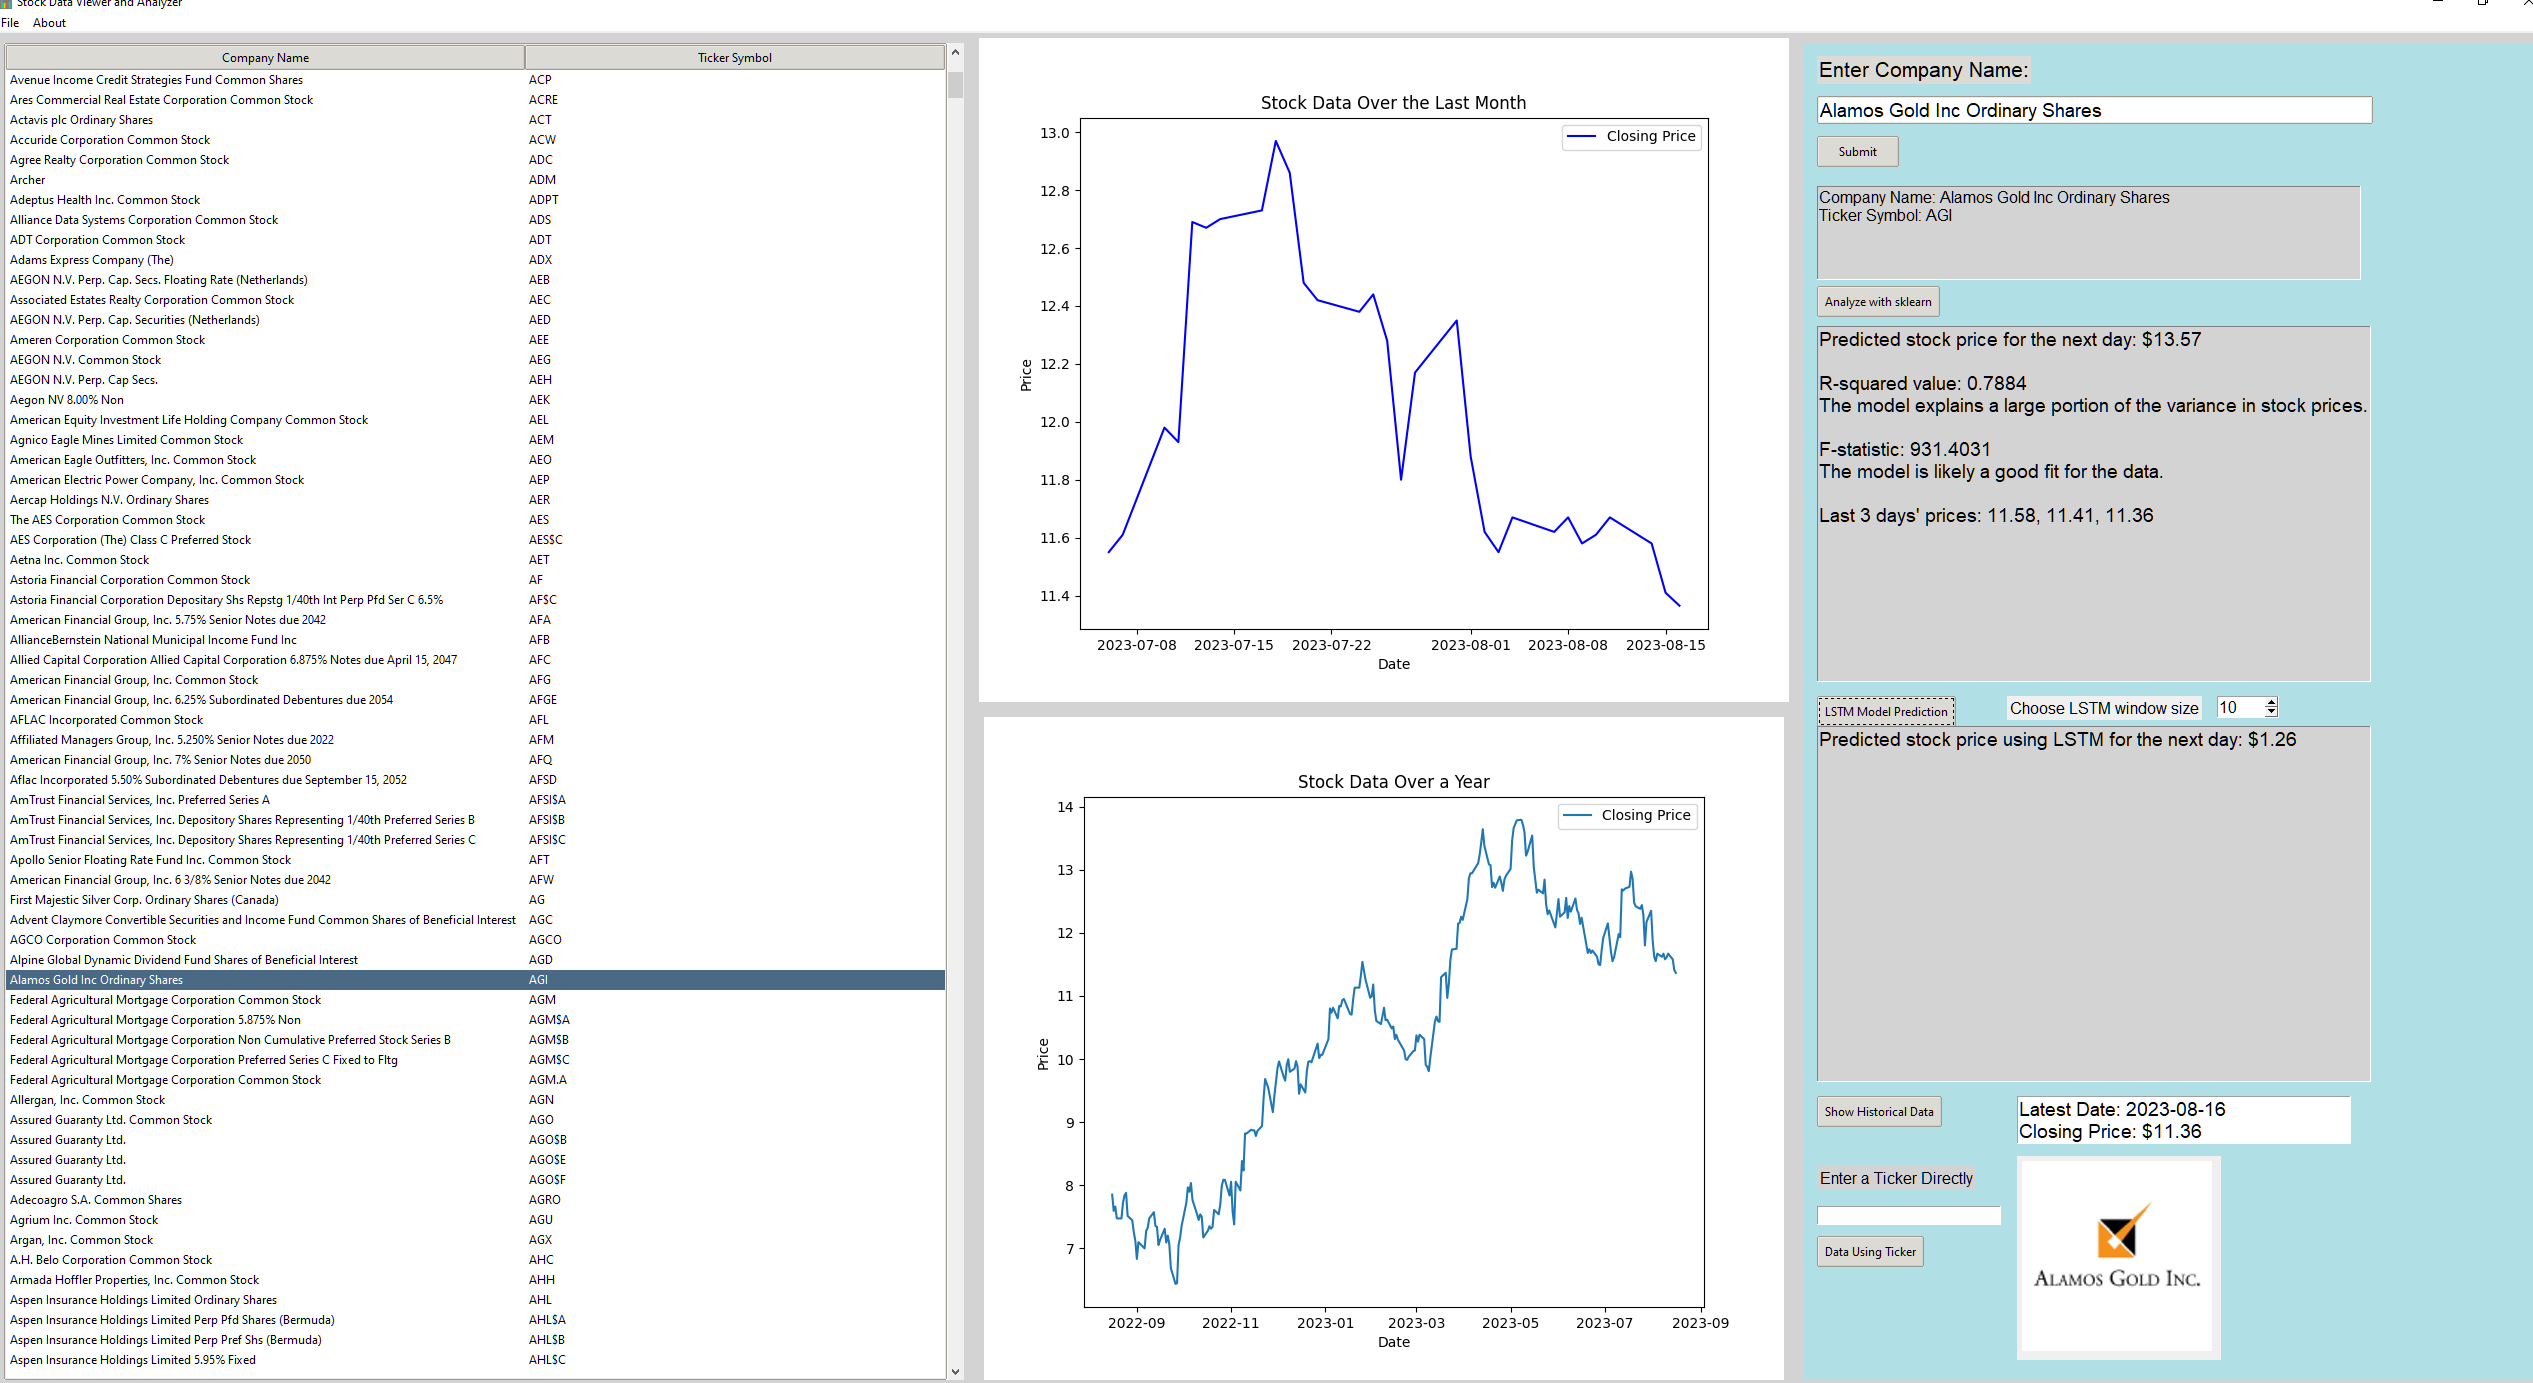 Stock Data Viewer and Analyzer
File About
Company Name Ticker Symbol
Avenue Income Credit Strategies Fund Common Shares ACP
Ares Commercial Real Estate Corporation Common Stock ACRE
Actavis plc Ordinary Shares ACT
Accuride Corporation Common Stock ACW
Agree Realty Corporation Common Stock ADC
Archer ADM
Adeptus Health Inc. Common Stock ADPT
Alliance Data Systems Corporation Common Stock ADS
ADT Corporation Common Stock ADT
Adams Express Company (The) ADX
AEGON N.V. Perp. Cap. Secs. Floating Rate (Netherlands) AEB
Associated Estates Realty Corporation Common Stock AEC
AEGON N.V. Perp. Cap. Securities (Netherlands) AED
Ameren Corporation Common Stock AEE
AEGON N.V. Common Stock AEG
AEGON N.V. Perp. Cap Secs. AEH
Aegon NV 8.00% Non AEK
American Equity Investment Life Holding Company Common Stock AEL
Agnico Eagle Mines Limited Common Stock AEM
American Eagle Outfitters, Inc. Common Stock AEO
American Electric Power Company, Inc. Common Stock AEP
Aercap Holdings N.V. Ordinary Shares AER
The AES Corporation Common Stock AES
AES Corporation (The) Class C Preferred Stock AES$C
Aetna Inc. Common Stock AET
Astoria Financial Corporation Common Stock AF
Astoria Financial Corporation Depositary Shs Repstg 1/40th Int Perp Pfd Ser C 6.5% AF$C
American Financial Group, Inc. 5.75% Senior Notes due 2042 AFA
AllianceBernstein National Municipal Income Fund Inc AFB
Allied Capital Corporation Allied Capital Corporation 6.875% Notes due April 15, 2047 AFC
American Financial Group, Inc. Common Stock AFG
American Financial Group, Inc. 6.25% Subordinated Debentures due 2054 AFGE
AFLAC Incorporated Common Stock AFL
Affiliated Managers Group, Inc. 5.250% Senior Notes due 2022 AFM
American Financial Group, Inc. 7% Senior Notes due 2050 AFQ
Aflac Incorporated 5.50% Subordinated Debentures due September 15, 2052 AFSD
AmTrust Financial Services, Inc. Preferred Series A AFSI$A
AmTrust Financial Services, Inc. Depository Shares Representing 1/40th Preferred Series B AFSI$B
AmTrust Financial Services, Inc. Depository Shares Representing 1/40th Preferred Series C AFSI$C
Apollo Senior Floating Rate Fund Inc. Common Stock AFT
American Financial Group, Inc. 6 3/8% Senior Notes due 2042 AFW
First Majestic Silver Corp. Ordinary Shares (Canada) AG
Advent Claymore Convertible Securities and Income Fund Common Shares of Beneficial Interest AGC
AGCO Corporation Common Stock AGCO
Alpine Global Dynamic Dividend Fund Shares of Beneficial Interest AGD
Alamos Gold Inc Ordinary Shares AGI
Federal Agricultural Mortgage Corporation Common Stock AGM
Federal Agricultural Mortgage Corporation 5.875% Non AGM$A
Federal Agricultural Mortgage Corporation Non Cumulative Preferred Stock Series B AGM$B
Federal Agricultural Mortgage Corporation Preferred Series C Fixed to Fltg AGM$C
Federal Agricultural Mortgage Corporation Common Stock AGM.A
Allergan, Inc. Common Stock AGN
Assured Guaranty Ltd. Common Stock AGO
Assured Guaranty Ltd. AGO$B
Assured Guaranty Ltd. AGO$E
Assured Guaranty Ltd. AGO$F
Adecoagro S.A. Common Shares AGRO
Agrium Inc. Common Stock AGU
Argan, Inc. Common Stock AGX
A.H. Belo Corporation Common Stock AHC
Armada Hoffler Properties, Inc. Common Stock AHH
Aspen Insurance Holdings Limited Ordinary Shares AHL
Aspen Insurance Holdings Limited Perp Pfd Shares (Bermuda) AHL$A
Aspen Insurance Holdings Limited Perp Pref Shs (Bermuda) AHL$B
Aspen Insurance Holdings Limited 5.95% Fixed AHL$C
Stock Data Over the Last Month
Closing Price
Price
13.0
12.8
12.6
12.4
12.2
12.0
11.8
11.6
11.4
2023-07-08 2023-07-15 2023-07-22 2023-08-01 2023-08-08 2023-08-15
Date
Stock Data Over a Year
Closing Price
Price
14
13
12
11
10
9
8
7
2022-09 2022-11 2023-01 2023-03 2023-05 2023-07 2023-09
Date
Enter Company Name:
Alamos Gold Inc Ordinary Shares
Submit
Company Name: Alamos Gold Inc Ordinary Shares
Ticker Symbol: AGI
Analyze with sklearn
Predicted stock price for the next day: $13.57
R-squared value: 0.7884
The model explains a large portion of the variance in stock prices.
F-statistic: 931.4031
The model is likely a good fit for the data.
Last 3 days' prices: 11.58, 11.41, 11.36
LSTM Model Prediction Choose LSTM window size 10
Predicted stock price using LSTM for the next day: $1.26
Show Historical Data
Latest Date: 2023-08-16
Closing Price: $11.36
Enter a Ticker Directly
Data Using Ticker
ALAMOS GOLD INC.